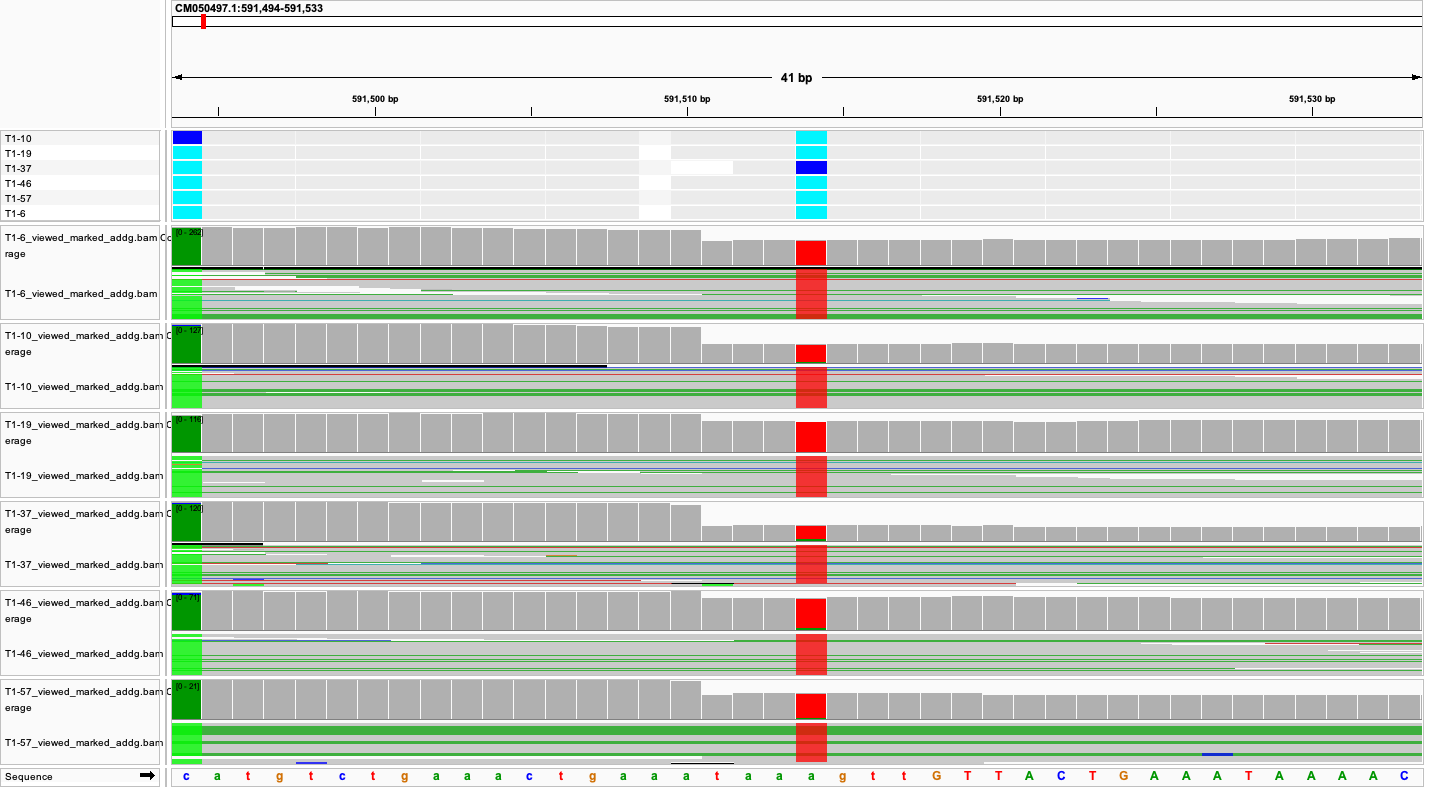 CM050497.1:591,494-591,533
41 bp
591,500 bp 591,510 bp 591,520 bp 591,530 bp
T1-10
T1-19
T1-37
T1-46
T1-57
T1-6
T1-6_viewed_marked_addg.bam Co
rage
[0 - 262]
T1-6_viewed_marked_addg.bam
T1-10_viewed_marked_addg.bam C
erage
[0 - 127]
T1-10_viewed_marked_addg.bam
T1-19_viewed_marked_addg.bam C
erage
T1-19_viewed_marked_addg.bam
T1-37_viewed_marked_addg.bam C
erage
[0 - 120]
T1-37_viewed_marked_addg.bam
T1-46_viewed_marked_addg.bam C
erage
[0 - 71]
T1-46_viewed_marked_addg.bam
T1-57_viewed_marked_addg.bam C
erage
[0 - 21]
T1-57_viewed_marked_addg.bam
Sequence c a t g t c t g a a a c t g a a a t a a a g t t G T T A C T G A A A T A A A A C